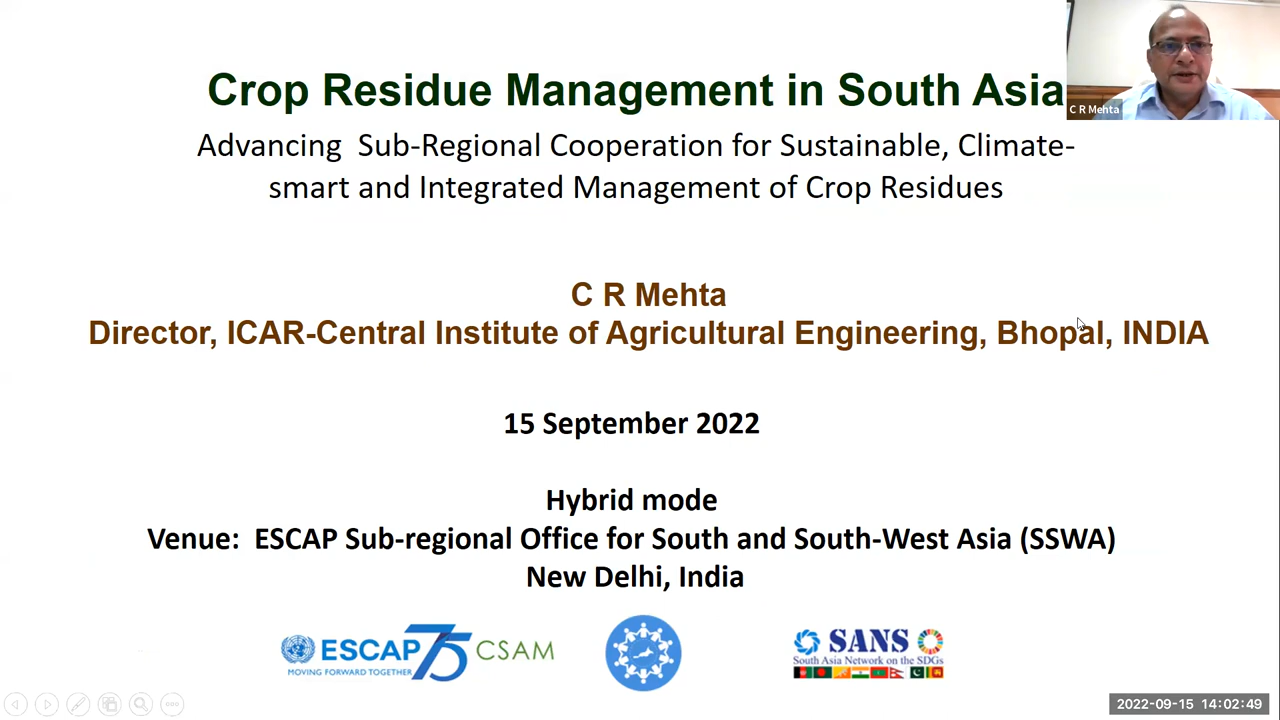 Crop Residue Management in South Asia
C R Mehta
Advancing Sub-Regional Cooperation for Sustainable, Climate-
smart and Integrated Management of Crop Residues
C R Mehta
Director, ICAR-Central Institute of Agricultural Engineering, Bhopal, INDIA
15 September 2022
Hybrid mode
Venue: ESCAP Sub-regional Office for South and South-West Asia (SSWA)
New Delhi, India
ESCAP 75 CSAM
MOVING FORWARD TOGETHER
SANS
South Asia Network on the SDGs
2022-09-15 14:02:49